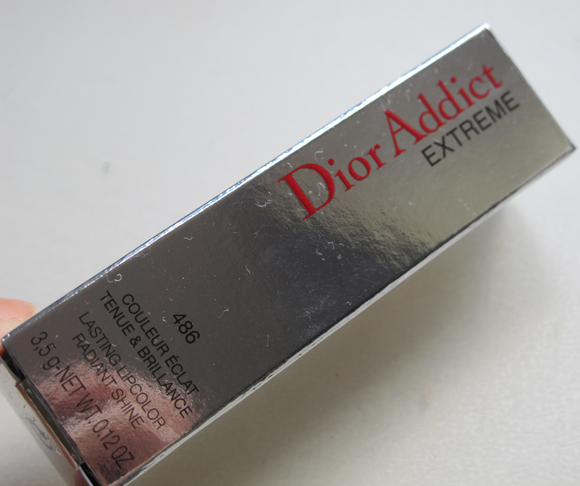 Dior Addict
EXTREME
486
COULEUR ÉCLAT
TENUE & BRILLANCE
LASTING LIPCOLOR
RADIANT SHINE
3,5 g·NET WT. 0.12 OZ